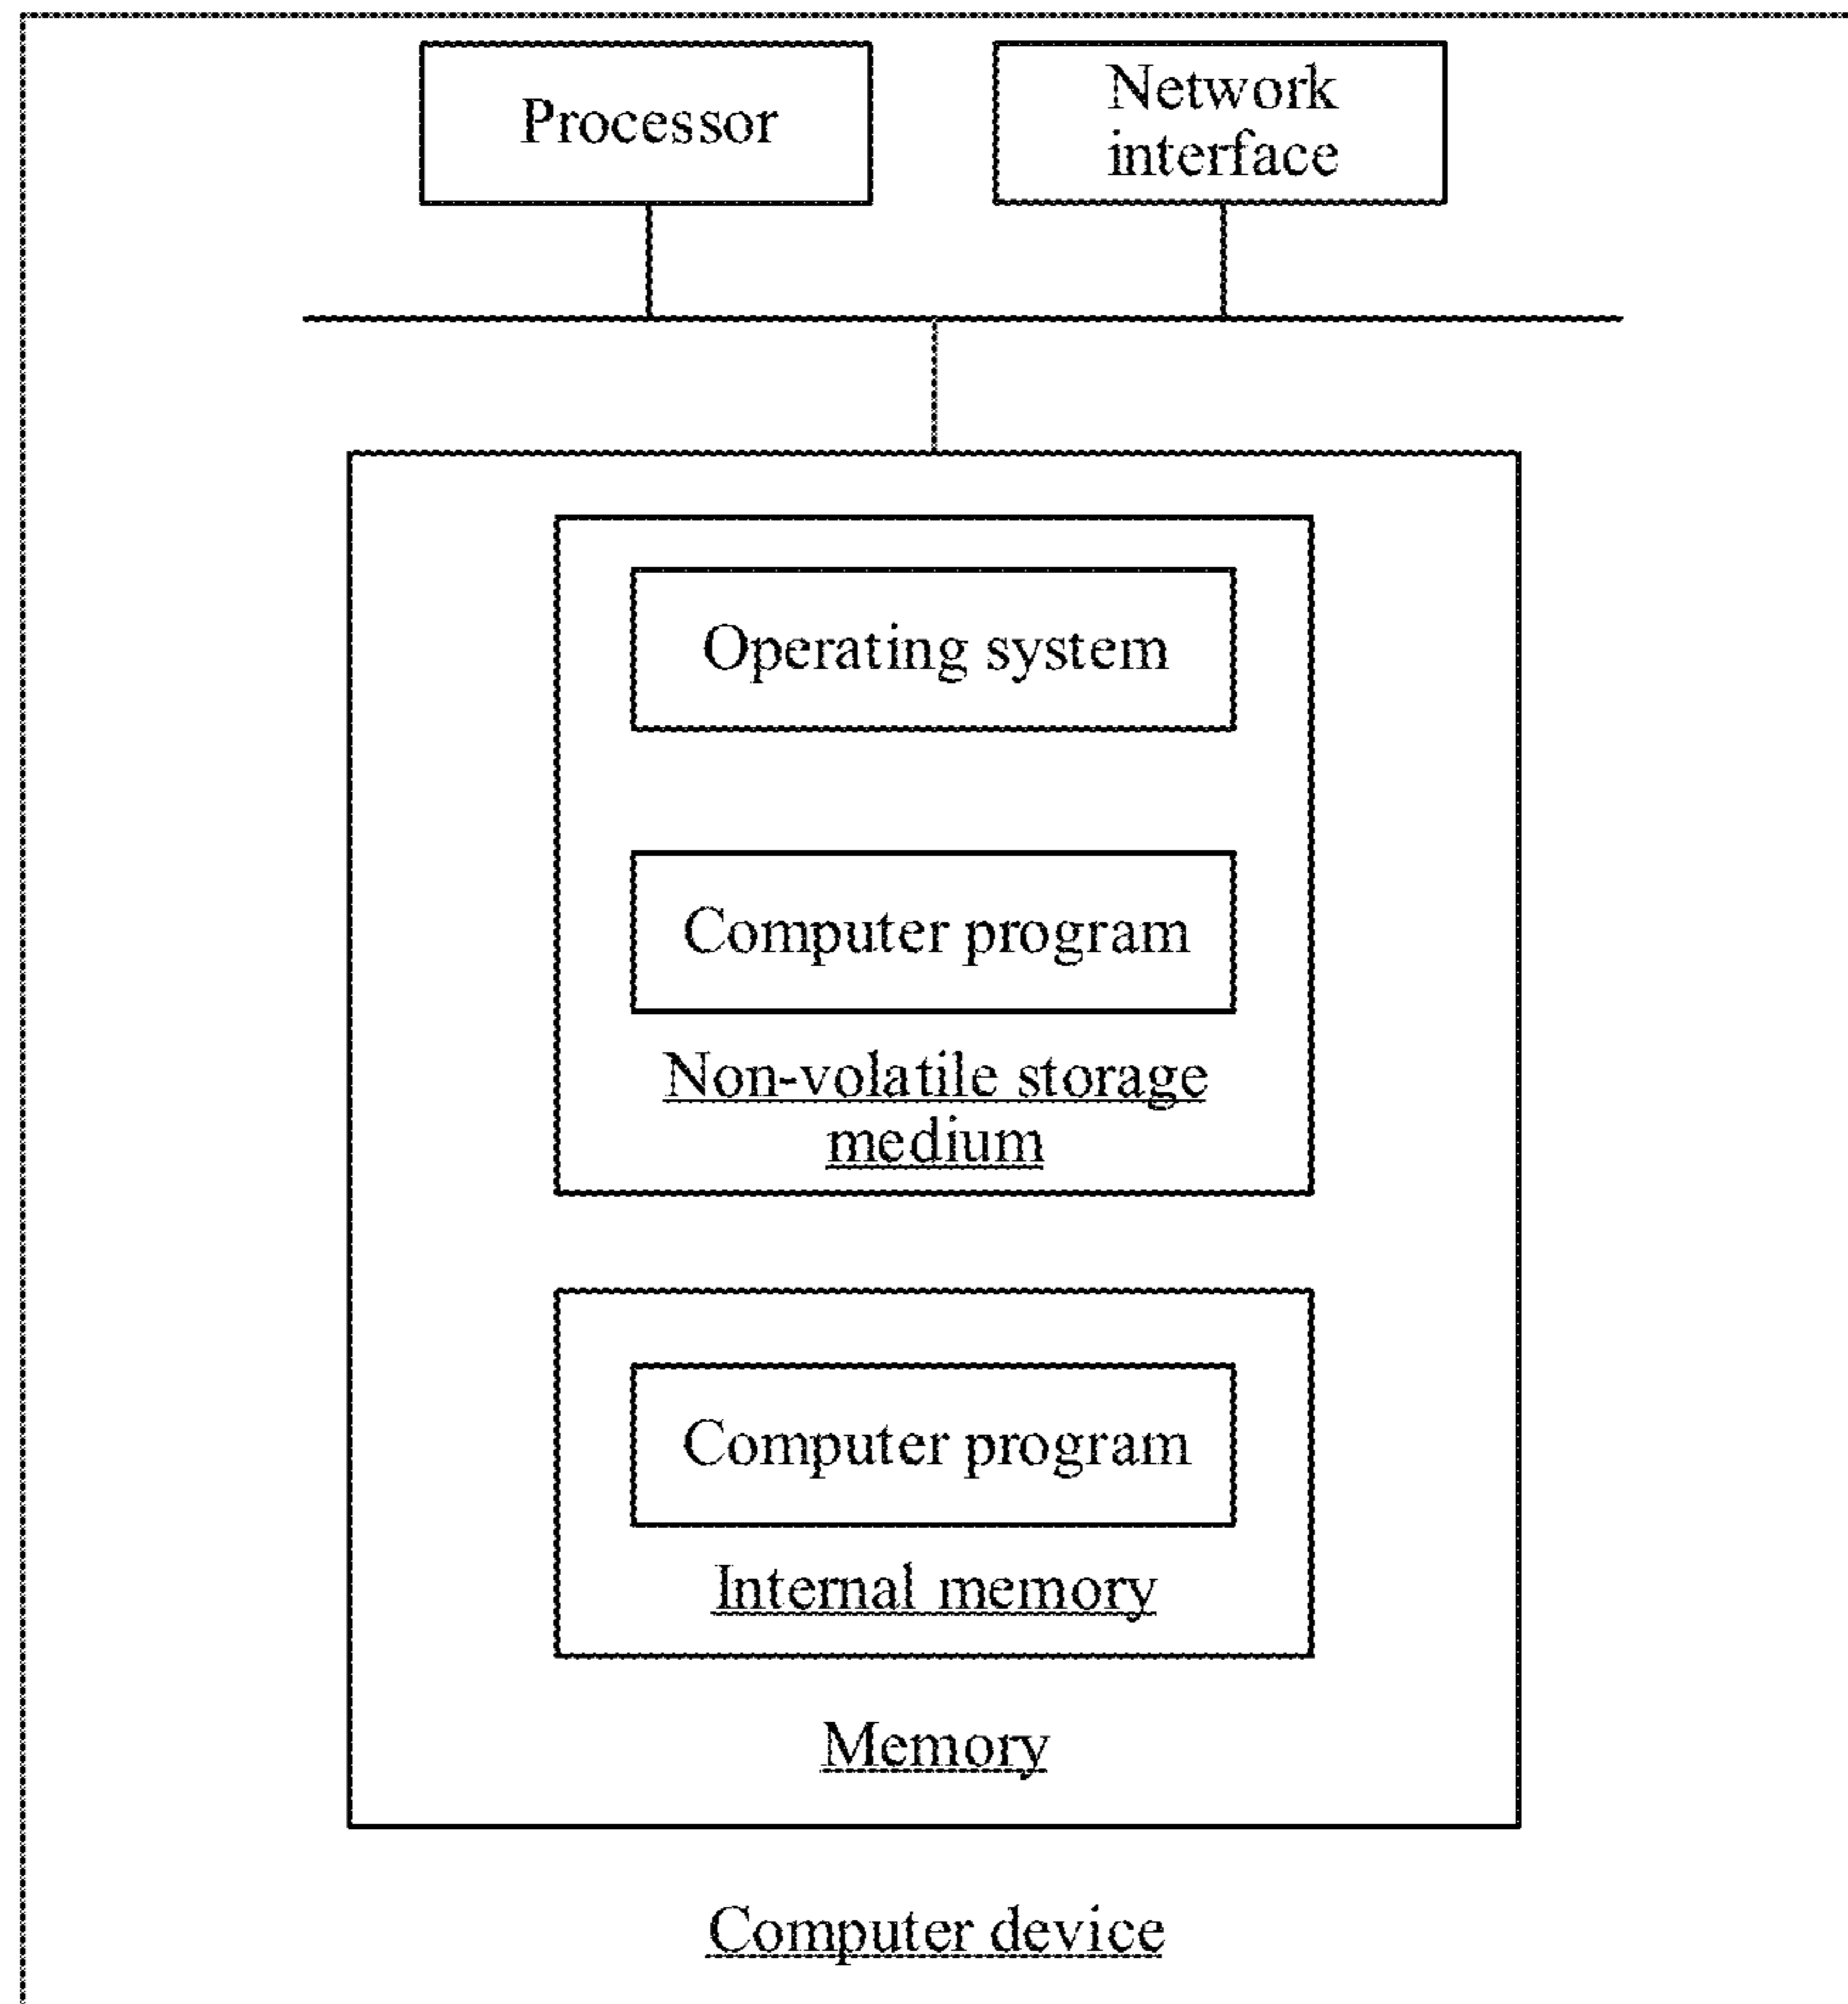 Processor
Network
interface
Operating system
Computer program
Non-volatile storage
medium
Computer program
Internal memory
Memory
Computer device